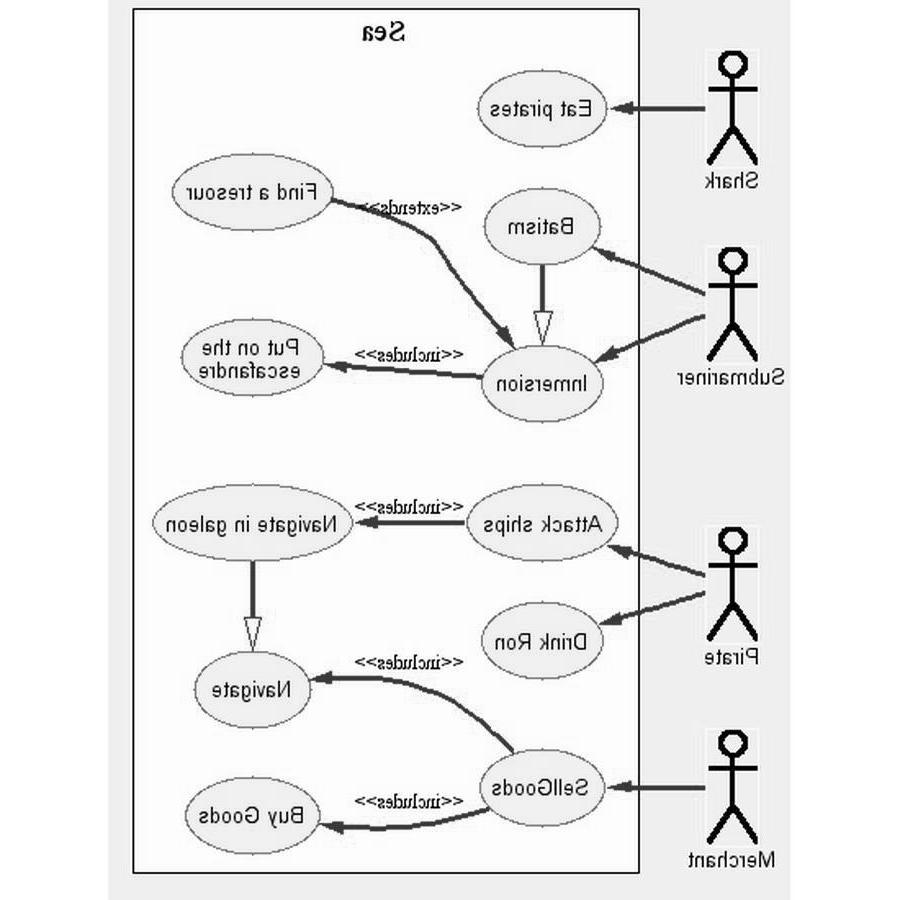 Sea
Eat pirates
Shark
Find a tresour
<<extends>>
Batism
Submariner
Put on the
escafandre
<<includes>>
Inmersion
Navigate in galeon
<<includes>>
Attack ships
Drink Ron
Pirate
Navigate
<<includes>>
SellGoods
Buy Goods
<<includes>>
Merchant